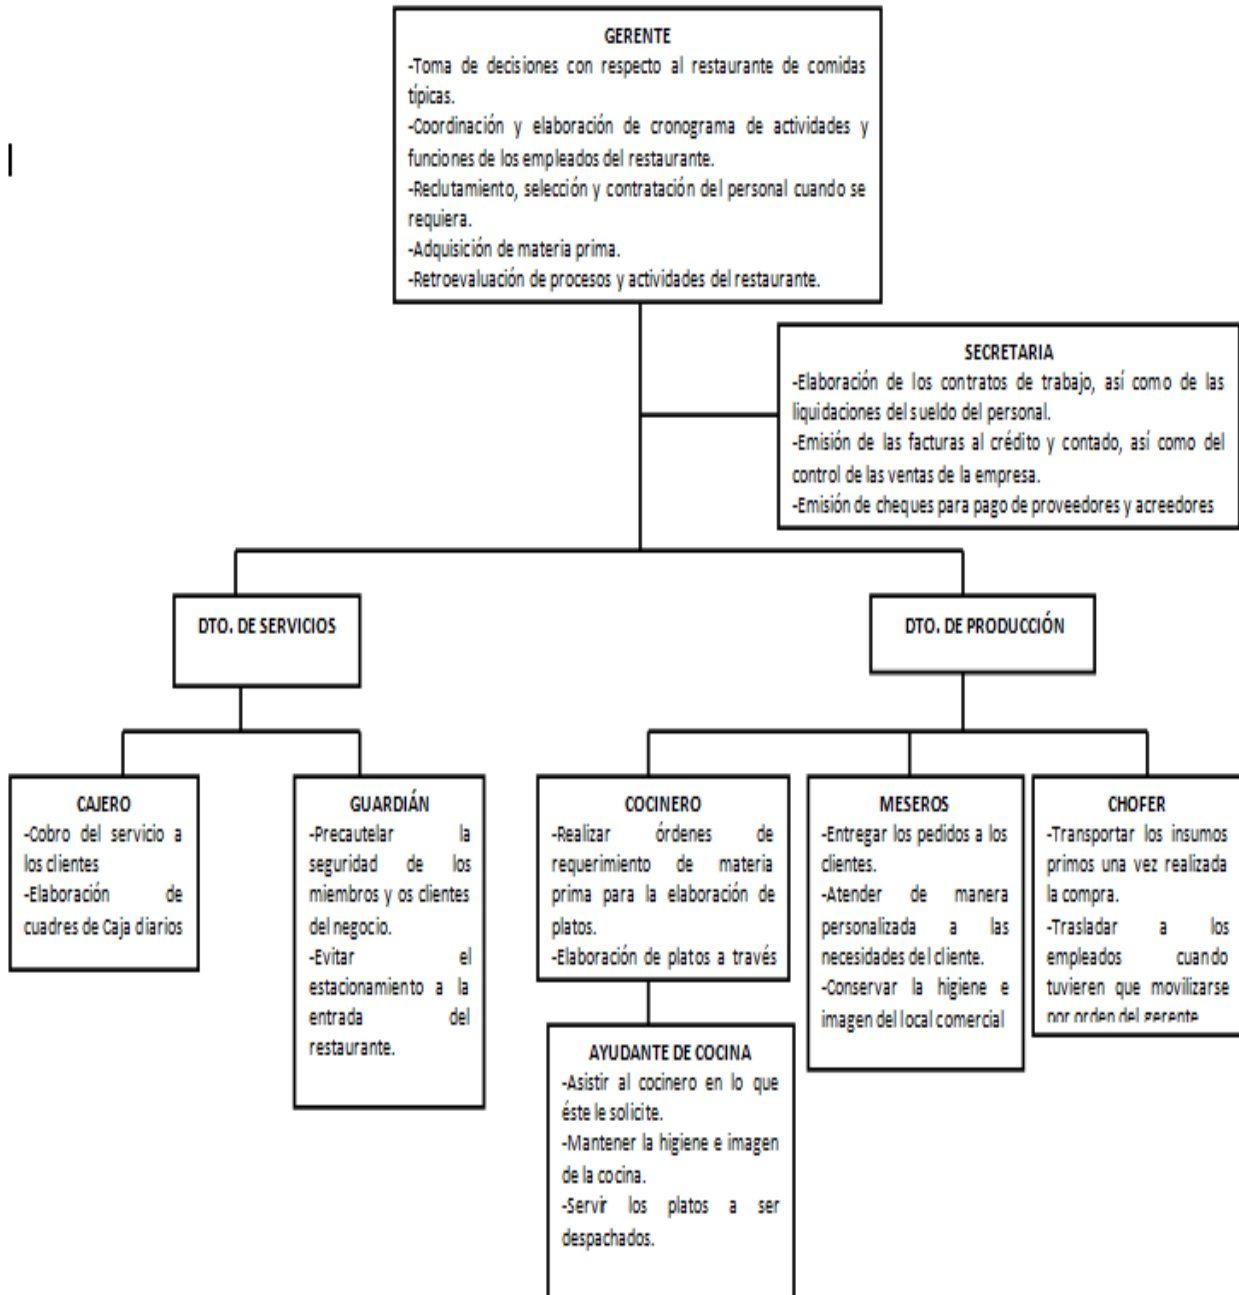 GERENTE
-Toma de decisiones con respecto al restaurante de comidas
típicas.
-Coordinación y elaboración de cronograma de actividades y
funciones de los empleados del restaurante.
-Reclutamiento, selección y contratación del personal cuando se
requiera.
-Adquisición de materia prima.
-Retroevaluación de procesos y actividades del restaurante.
SECRETARIA
-Elaboración de los contratos de trabajo, así como de las
liquidaciones del sueldo del personal.
-Emisión de las facturas al crédito y contado, así como del
control de las ventas de la empresa.
-Emisión de cheques para pago de proveedores y acreedores
DTO. DE SERVICIOS
DTO. DE PRODUCCIÓN
CAJERO
-Cobro del servicio a
los clientes
-Elaboración de
cuadres de Caja diarios
GUARDIÁN
-Precautelar la
seguridad de los
miembros y os clientes
del negocio.
-Evitar el
estacionamiento a la
entrada del
restaurante.
COCINERO
-Realizar órdenes de
requerimiento de materia
prima para la elaboración de
platos.
-Elaboración de platos a través
MESEROS
-Entregar los pedidos a los
clientes.
-Atender de manera
personalizada a las
necesidades del cliente.
-Conservar la higiene e
imagen del local comercial
CHOFER
-Transportar los insumos
primos una vez realizada
la compra.
-Trasladar a los
empleados cuando
tuvieren que movilizarse
por orden del gerente
AYUDANTE DE COCINA
-Asistir al cocinero en lo que
éste le solicite.
-Mantener la higiene e imagen
de la cocina.
-Servir los platos a ser
despachados.